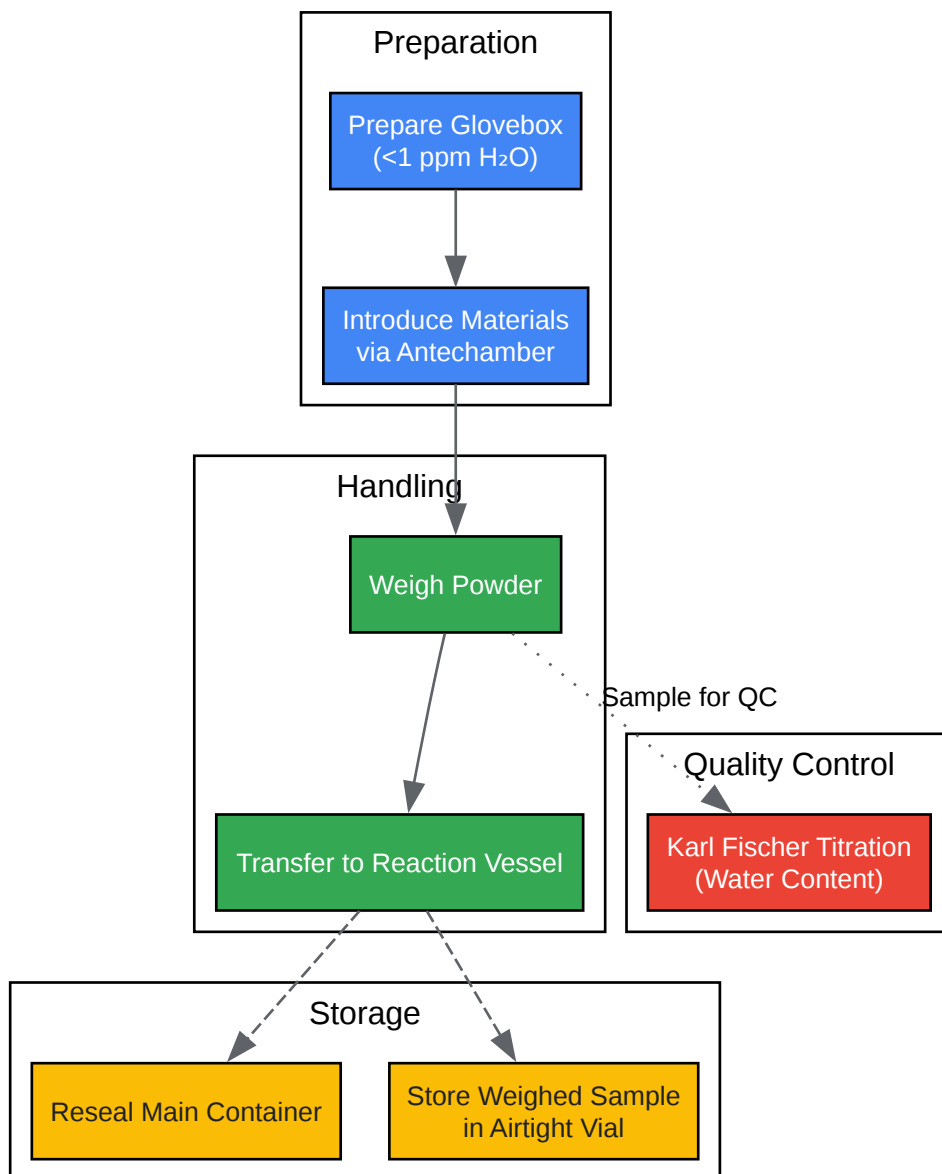 Preparation
Prepare Glovebox
(<1 ppm H₂O)
Introduce Materials
via Antechamber
Handling
Weigh Powder
Sample for QC
Quality Control
Transfer to Reaction Vessel
Karl Fischer Titration
(Water Content)
Storage
Reseal Main Container
Store Weighed Sample
in Airtight Vial